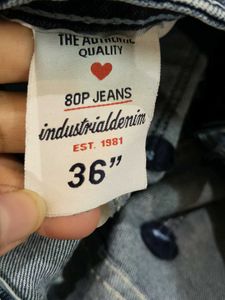 THE AUTHENTIC
QUALITY
80P JEANS
industrialdenim
EST. 1981
36”